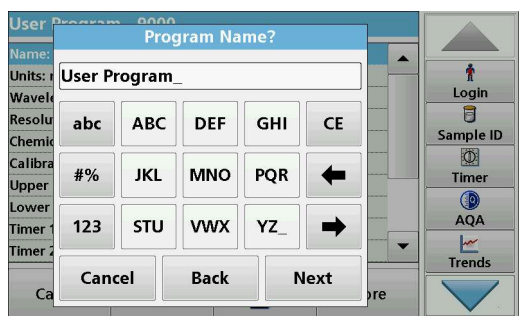 User Program 9000
Program Name?
Name:
User Program_
Units:
Wavele
Resolu
Chemic
Calibra
Upper
Lower
Timer 1
Timer 2
abc ABC DEF GHI CE
#% JKL MNO PQR
123 STU VWX YZ_
Cancel Back Next
Ca
ore
Login
Sample ID
Timer
AQA
Trends